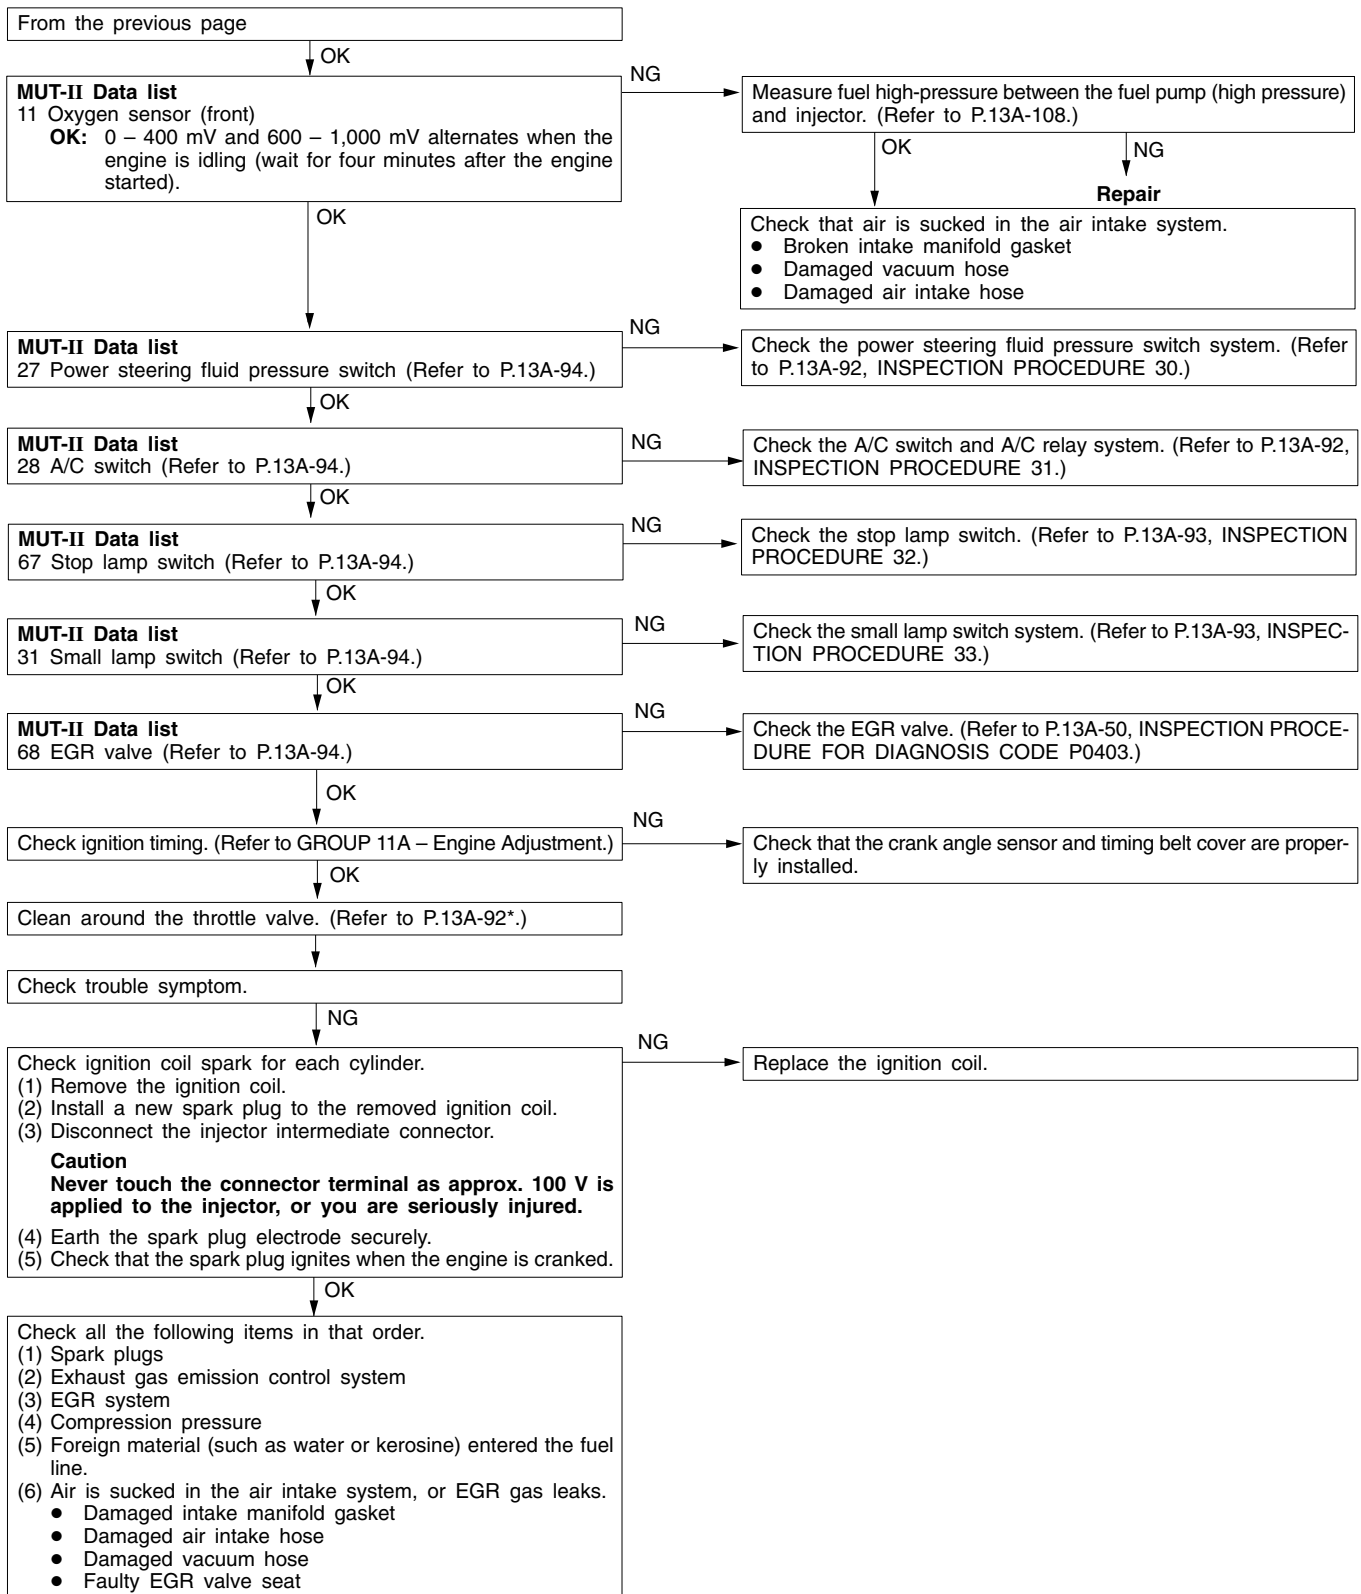 From the previous page
OK
MUT-II Data list
11 Oxygen sensor (front)
OK: 0 – 400 mV and 600 – 1,000 mV alternates when the
engine is idling (wait for four minutes after the engine
started).
NG
Measure fuel high-pressure between the fuel pump (high pressure)
and injector. (Refer to P.13A-108.)
OK
NG
Repair
Check that air is sucked in the air intake system.
● Broken intake manifold gasket
● Damaged vacuum hose
● Damaged air intake hose
OK
MUT-II Data list
27 Power steering fluid pressure switch (Refer to P.13A-94.)
NG
Check the power steering fluid pressure switch system. (Refer
to P.13A-92, INSPECTION PROCEDURE 30.)
OK
MUT-II Data list
28 A/C switch (Refer to P.13A-94.)
NG
Check the A/C switch and A/C relay system. (Refer to P.13A-92,
INSPECTION PROCEDURE 31.)
OK
MUT-II Data list
67 Stop lamp switch (Refer to P.13A-94.)
NG
Check the stop lamp switch. (Refer to P.13A-93, INSPECTION
PROCEDURE 32.)
OK
MUT-II Data list
31 Small lamp switch (Refer to P.13A-94.)
NG
Check the small lamp switch system. (Refer to P.13A-93, INSPEC-
TION PROCEDURE 33.)
OK
MUT-II Data list
68 EGR valve (Refer to P.13A-94.)
NG
Check the EGR valve. (Refer to P.13A-50, INSPECTION PROCE-
DURE FOR DIAGNOSIS CODE P0403.)
OK
Check ignition timing. (Refer to GROUP 11A – Engine Adjustment.)
NG
Check that the crank angle sensor and timing belt cover are proper-
ly installed.
OK
Clean around the throttle valve. (Refer to P.13A-92*.)
Check trouble symptom.
NG
Check ignition coil spark for each cylinder.
(1) Remove the ignition coil.
(2) Install a new spark plug to the removed ignition coil.
(3) Disconnect the injector intermediate connector.
Caution
Never touch the connector terminal as approx. 100 V is
applied to the injector, or you are seriously injured.
(4) Earth the spark plug electrode securely.
(5) Check that the spark plug ignites when the engine is cranked.
NG
Replace the ignition coil.
OK
Check all the following items in that order.
(1) Spark plugs
(2) Exhaust gas emission control system
(3) EGR system
(4) Compression pressure
(5) Foreign material (such as water or kerosine) entered the fuel
line.
(6) Air is sucked in the air intake system, or EGR gas leaks.
● Damaged intake manifold gasket
● Damaged air intake hose
● Damaged vacuum hose
● Faulty EGR valve seat